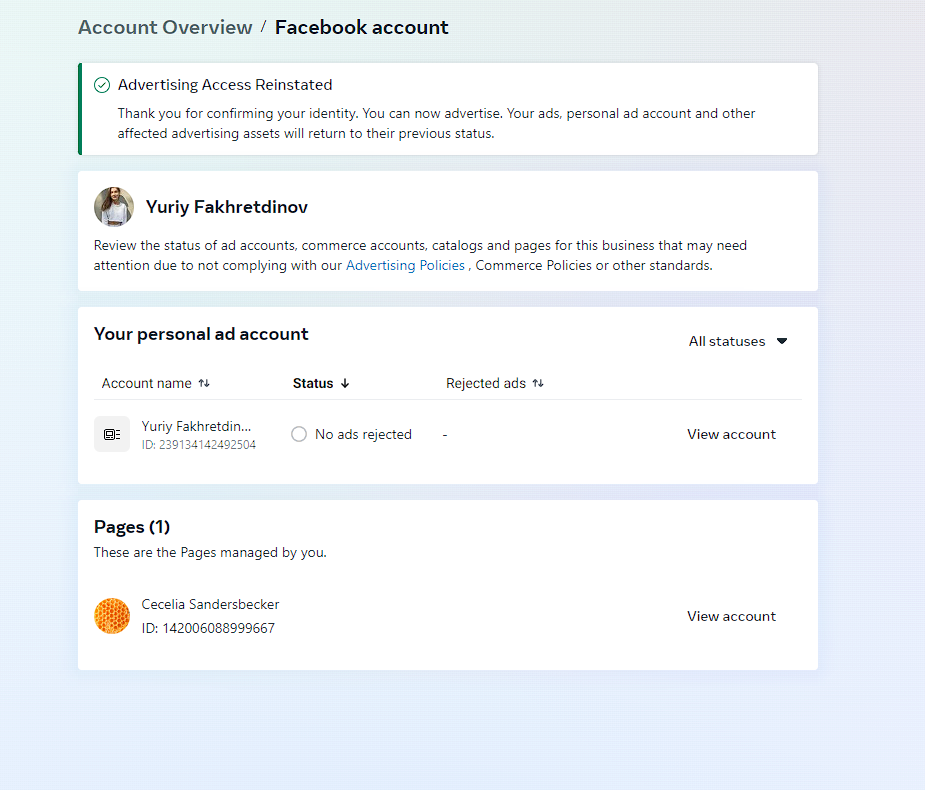 Account Overview / Facebook account
Advertising Access Reinstated
Thank you for confirming your identity. You can now advertise. Your ads, personal ad account and other
affected advertising assets will return to their previous status.
Yuriy Fakhretdinov
Review the status of ad accounts, commerce accounts, catalogs and pages for this business that may need
attention due to not complying with our Advertising Policies , Commerce Policies or other standards.
Your personal ad account
All statuses
Account name Status Rejected ads
Yuriy Fakhretdin...
ID: 239134142492504
No ads rejected - View account
Pages (1)
These are the Pages managed by you.
Cecelia Sandersbecker
ID: 142006088999667
View account